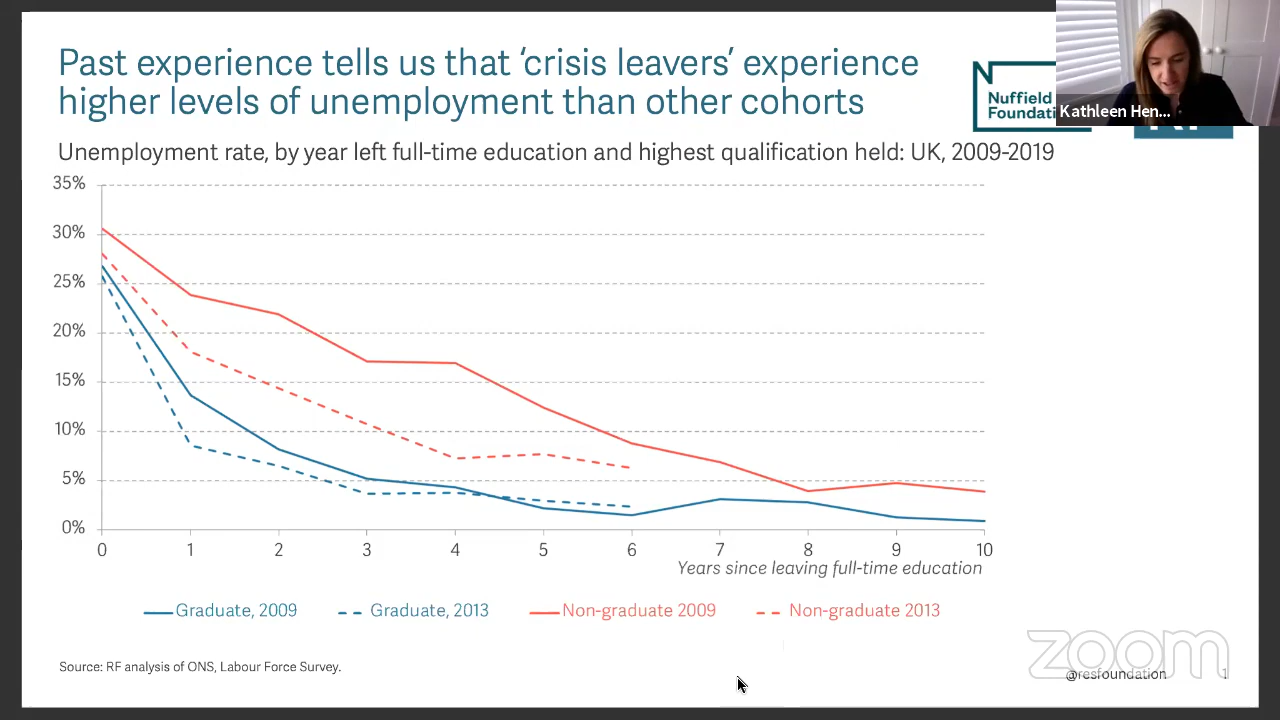 Past experience tells us that ‘crisis leavers’ experience
higher levels of unemployment than other cohorts
Nuffield
Kathleen Hen...
Unemployment rate, by year left full-time education and highest qualification held: UK, 2009-2019
35%
30%
25%
20%
15%
10%
5%
0%
0 1 2 3 4 5 6 7 8 9 10
Years since leaving full-time education
Graduate, 2009 Graduate, 2013 Non-graduate 2009 Non-graduate 2013
Source: RF analysis of ONS, Labour Force Survey.
zoom
@resfoundation 1